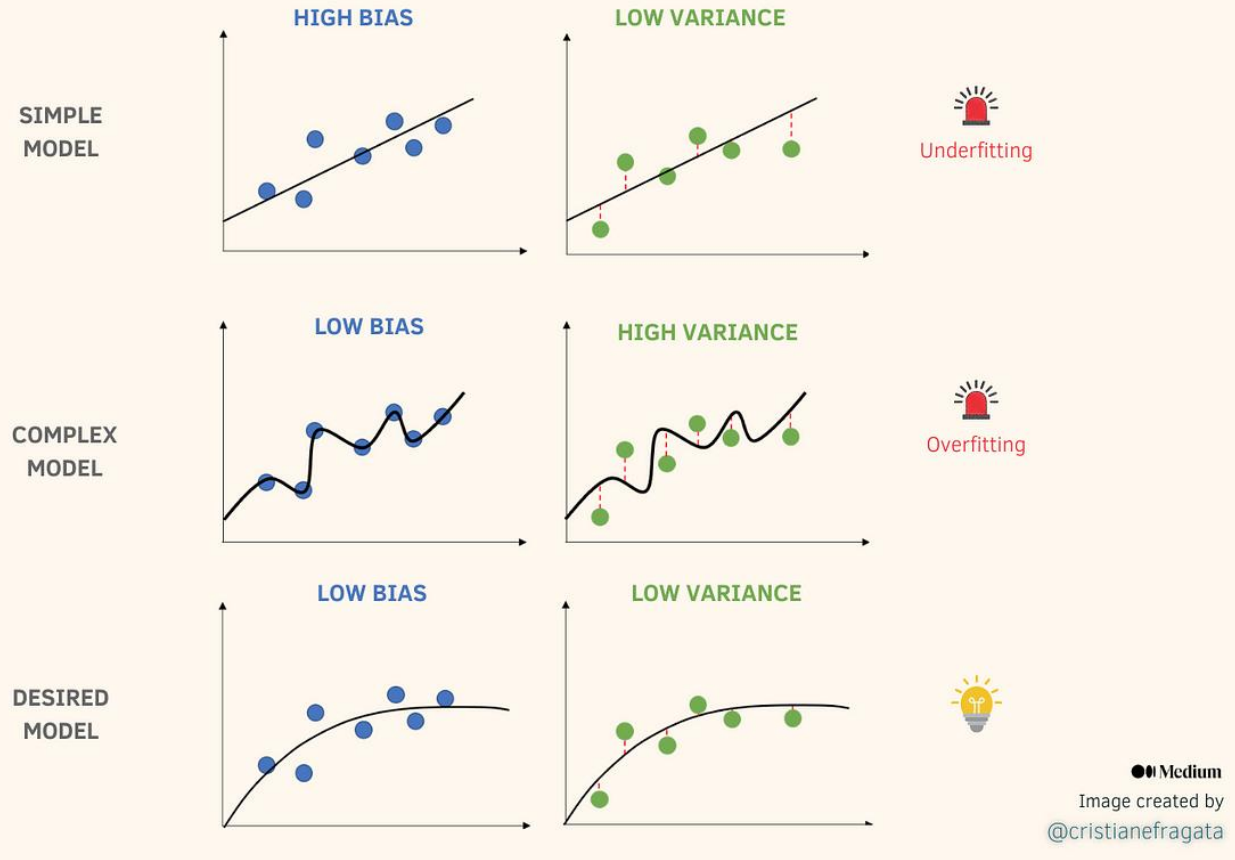 HIGH BIAS
LOW VARIANCE
SIMPLE
MODEL
Underfitting
LOW BIAS
HIGH VARIANCE
COMPLEX
MODEL
Overfitting
LOW BIAS
LOW VARIANCE
DESIRED
MODEL
Medium
Image created by
@cristianefragata